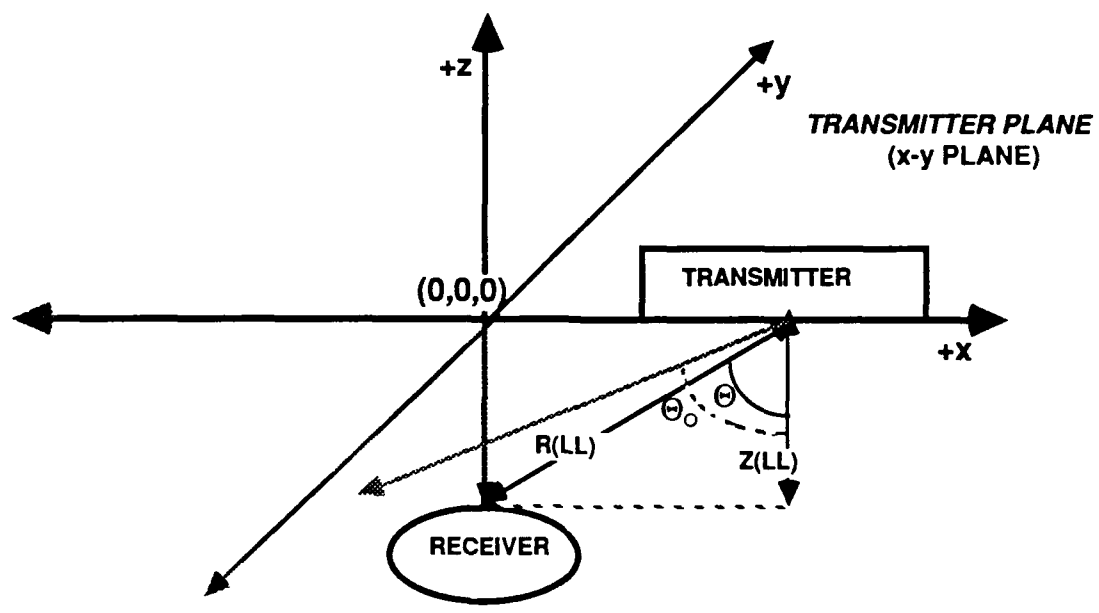 +z
+y
TRANSMITTER PLANE
(x-y PLANE)
TRANSMITTER
(0,0,0)
+x
Θ
Θo
R(LL)
Z(LL)
RECEIVER